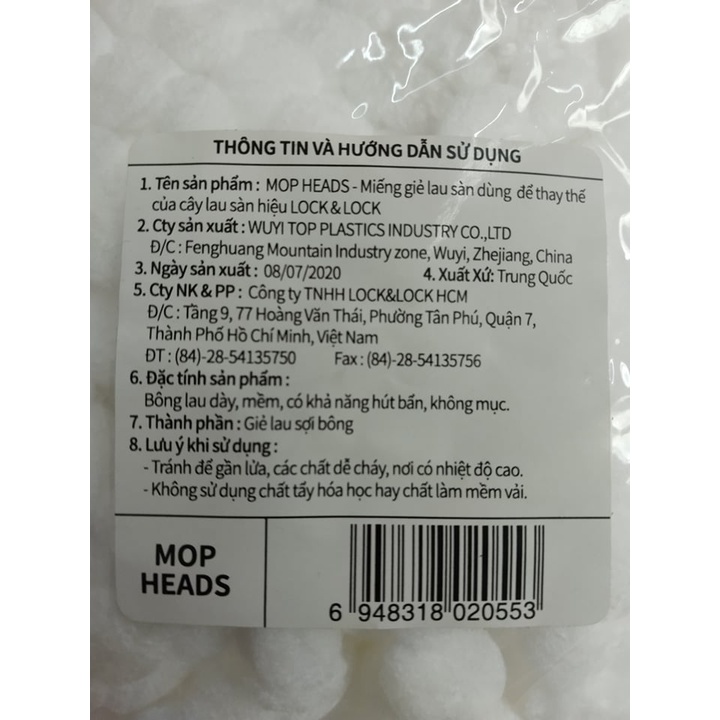 THÔNG TIN VÀ HƯỚNG DẪN SỬ DỤNG
1. Tên sản phẩm : MOP HEADS - Miếng giẻ lau sàn dùng để thay thế
của cây lau sàn hiệu LOCK & LOCK
2. Cty sản xuất : WUYI TOP PLASTICS INDUSTRY CO.,LTD
Đ/C : Fenghuang Mountain Industry zone, Wuyi, Zhejiang, China
3. Ngày sản xuất : 08/07/2020 4. Xuất Xứ: Trung Quốc
5. Cty NK & PP : Công ty TNHH LOCK&LOCK HCM
Đ/C : Tầng 9, 77 Hoàng Văn Thái, Phường Tân Phú, Quận 7,
Thành Phố Hồ Chí Minh, Việt Nam
ĐT : (84)-28-54135750 Fax : (84)-28-54135756
6. Đặc tính sản phẩm :
Bông lau dày, mềm, có khả năng hút bẩn, không mục.
7. Thành phần : Giẻ lau sợi bông
8. Lưu ý khi sử dụng :
- Tránh để gần lửa, các chất dễ cháy, nơi có nhiệt độ cao.
- Không sử dụng chất tẩy hóa học hay chất làm mềm vải.
MOP
HEADS
6 948318 020553